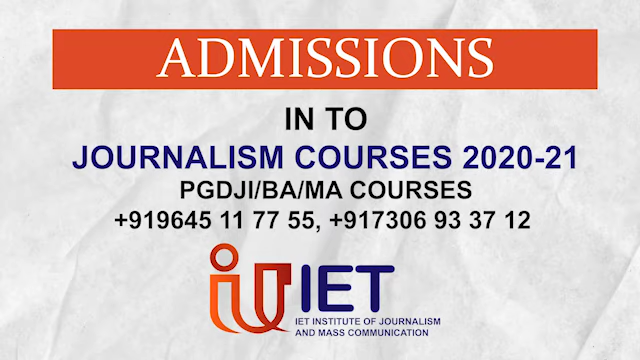 ADMISSIONS
IN TO
JOURNALISM COURSES 2020-21
PGDJI/BA/MA COURSES
+919645 11 77 55, +917306 93 37 12
IET
IET INSTITUTE OF JOURNALISM
AND MASS COMMUNICATION